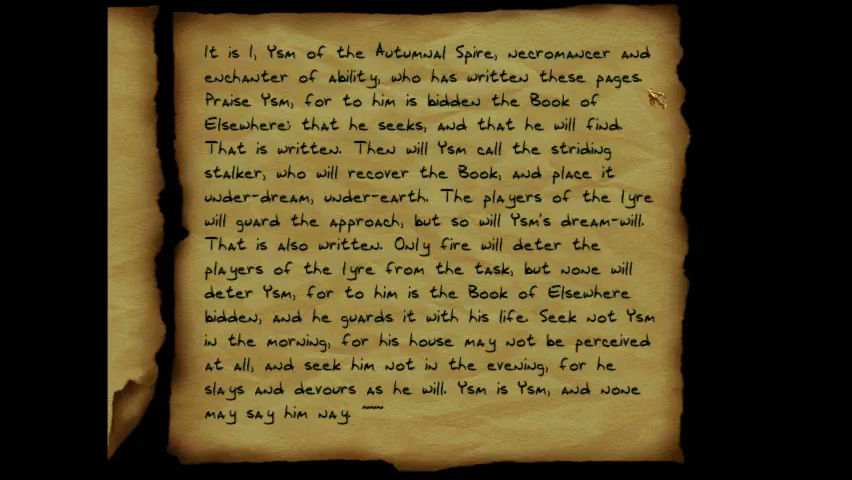 It is I, Ysm of the Autumnal Spire, necromancer and
enchanter of ability, who has written these pages.
Praise Ysm, for to him is bidden the Book of
Elsewhere; that he seeks, and that he will find.
That is written. Then will Ysm call the striding
stalker, who will recover the Book, and place it
under-dream, under-earth. The players of the lyre
will guard the approach, but so will Ysm's dream-will.
That is also written. Only fire will deter the
players of the lyre from the task, but none will
deter Ysm, for to him is the Book of Elsewhere
bidden, and he guards it with his life. Seek not Ysm
in the morning, for his house may not be perceived
at all, and seek him not in the evening, for he
slays and devours as he will. Ysm is Ysm, and none
may say him nay. ~~~